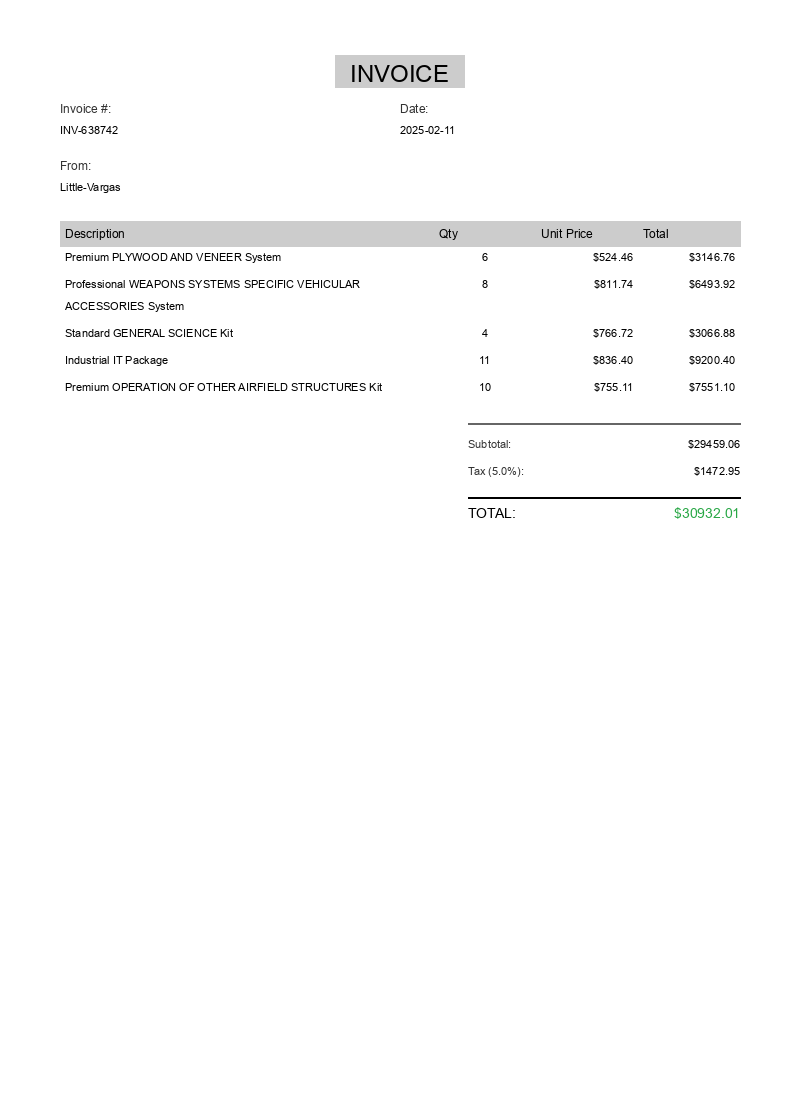 INVOICE
Invoice #: Date:
INV-638742 2025-02-11
From:
Little-Vargas
Description Qty Unit Price Total
Premium PLYWOOD AND VENEER System 6 $524.46 $3146.76
Professional WEAPONS SYSTEMS SPECIFIC VEHICULAR 8 $811.74 $6493.92
ACCESSORIES System
Standard GENERAL SCIENCE Kit 4 $766.72 $3066.88
Industrial IT Package 11 $836.40 $9200.40
Premium OPERATION OF OTHER AIRFIELD STRUCTURES Kit 10 $755.11 $7551.10
Subtotal: $29459.06
Tax (5.0%): $1472.95
TOTAL: $30932.01